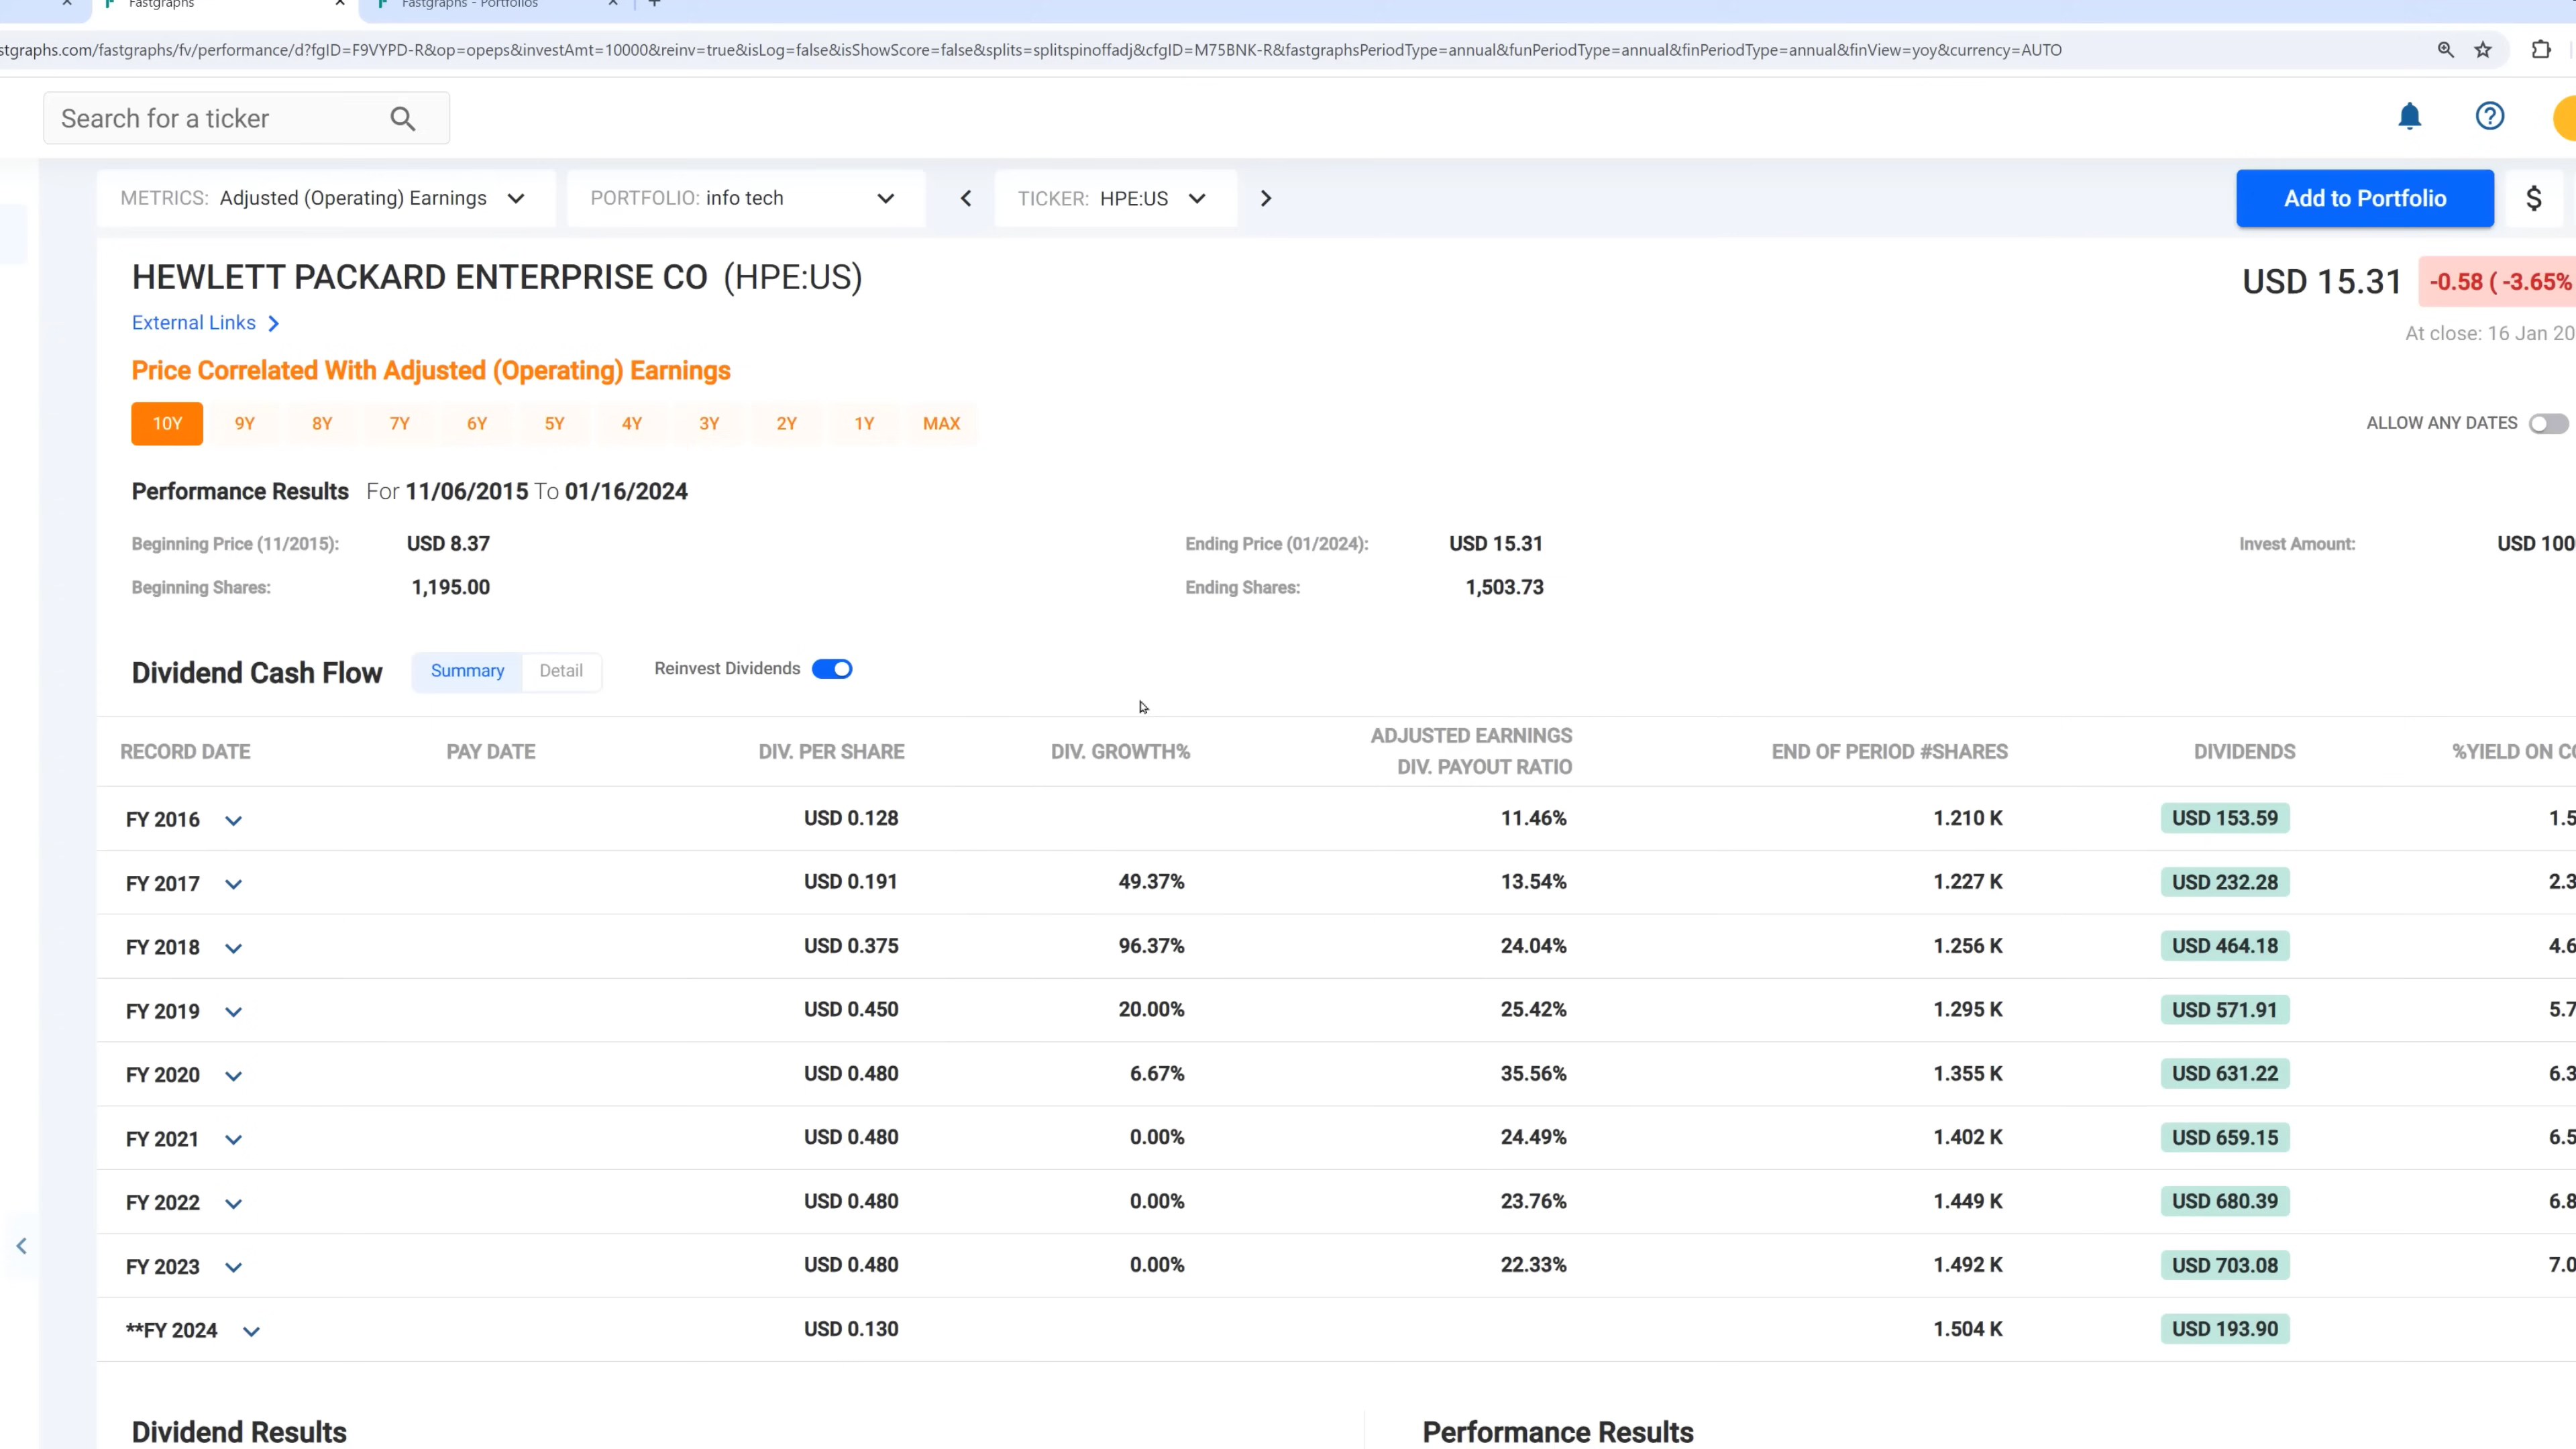 Fastgraphs
Fastgraphs - Portfolios
stgraphs.com/fastgraphs/fv/performance/d?fgID=F9VYPD-R&op=opeps&investAmt=10000&reinv=true&isLog=false&isShowScore=false&splits=splitspinoffadj&cfgID=M75BNK-R&fastgraphsPeriodType=annual&funPeriodType=annual&finPeriodType=annual&finView=yoy&currency=AUTO
Search for a ticker
METRICS: Adjusted (Operating) Earnings PORTFOLIO: info tech TICKER: HPE:US Add to Portfolio $
HEWLETT PACKARD ENTERPRISE CO (HPE:US) USD 15.31 -0.58 ( -3.65%
External Links
At close: 16 Jan 20
Price Correlated With Adjusted (Operating) Earnings
10Y 9Y 8Y 7Y 6Y 5Y 4Y 3Y 2Y 1Y MAX ALLOW ANY DATES
Performance Results For 11/06/2015 To 01/16/2024
Beginning Price (11/2015): USD 8.37 Ending Price (01/2024): USD 15.31 Invest Amount: USD 100
Beginning Shares: 1,195.00 Ending Shares: 1,503.73
Dividend Cash Flow Summary Detail Reinvest Dividends
RECORD DATE PAY DATE DIV. PER SHARE DIV. GROWTH% ADJUSTED EARNINGS DIV. PAYOUT RATIO END OF PERIOD #SHARES DIVIDENDS %YIELD ON CO
FY 2016 USD 0.128 11.46% 1.210 K USD 153.59 1.5
FY 2017 USD 0.191 49.37% 13.54% 1.227 K USD 232.28 2.3
FY 2018 USD 0.375 96.37% 24.04% 1.256 K USD 464.18 4.6
FY 2019 USD 0.450 20.00% 25.42% 1.295 K USD 571.91 5.7
FY 2020 USD 0.480 6.67% 35.56% 1.355 K USD 631.22 6.3
FY 2021 USD 0.480 0.00% 24.49% 1.402 K USD 659.15 6.5
FY 2022 USD 0.480 0.00% 23.76% 1.449 K USD 680.39 6.8
FY 2023 USD 0.480 0.00% 22.33% 1.492 K USD 703.08 7.0
**FY 2024 USD 0.130 1.504 K USD 193.90
Dividend Results Performance Results